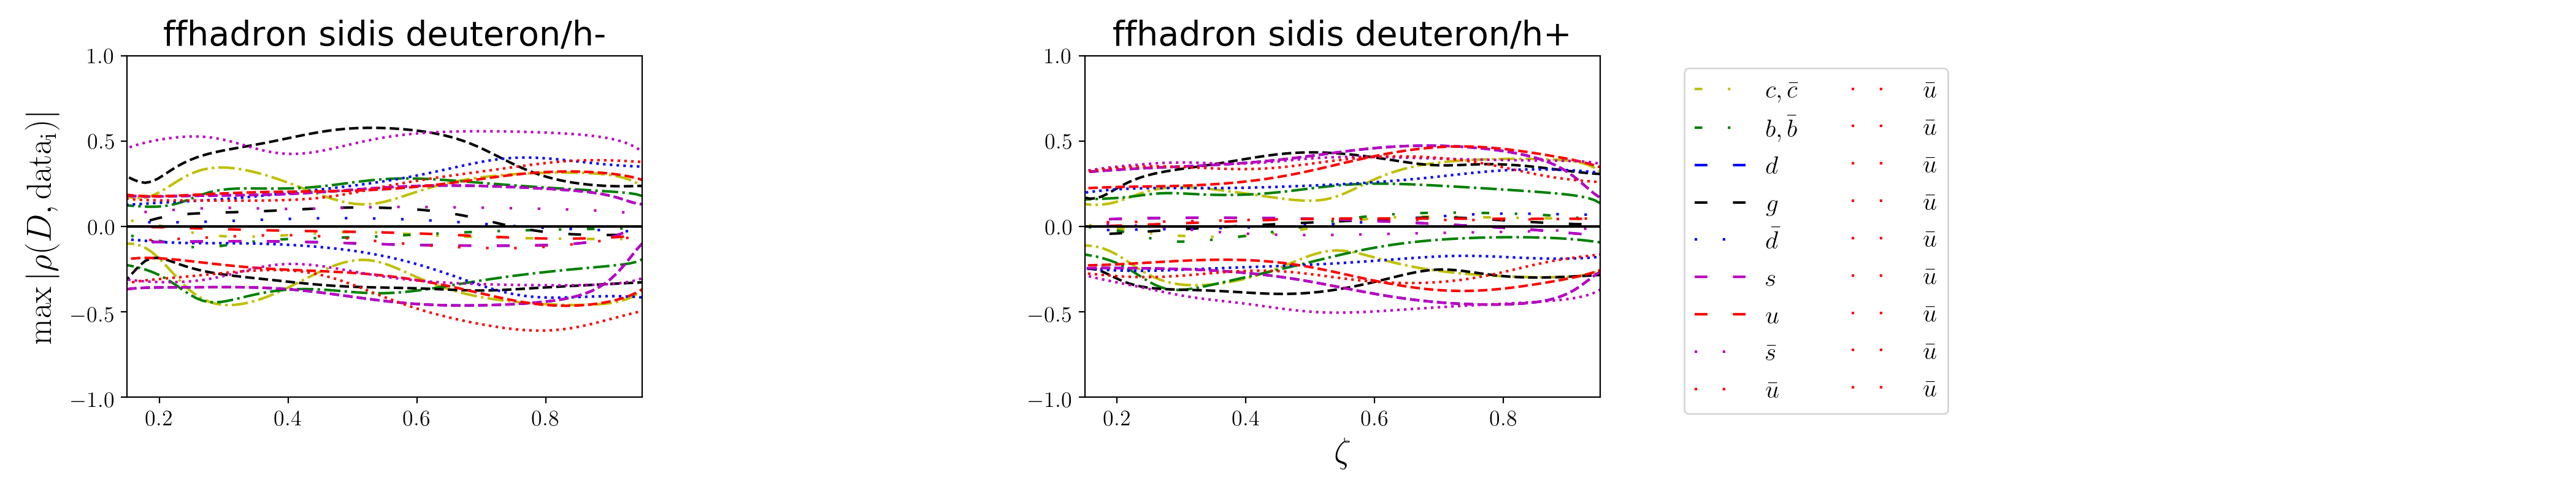 ffhadron sidis deuteron/h-
max |ρ(D, data_i)|
1.0
0.5
0.0
−0.5
−1.0
0.2 0.4 0.6 0.8
ffhadron sidis deuteron/h+
1.0
0.5
0.0
−0.5
−1.0
0.2 0.4 0.6 0.8
ζ
c, c̄ ū
b, b̄ ū
d ū
g ū
d̄ ū
s ū
u ū
s̄ ū
ū ū